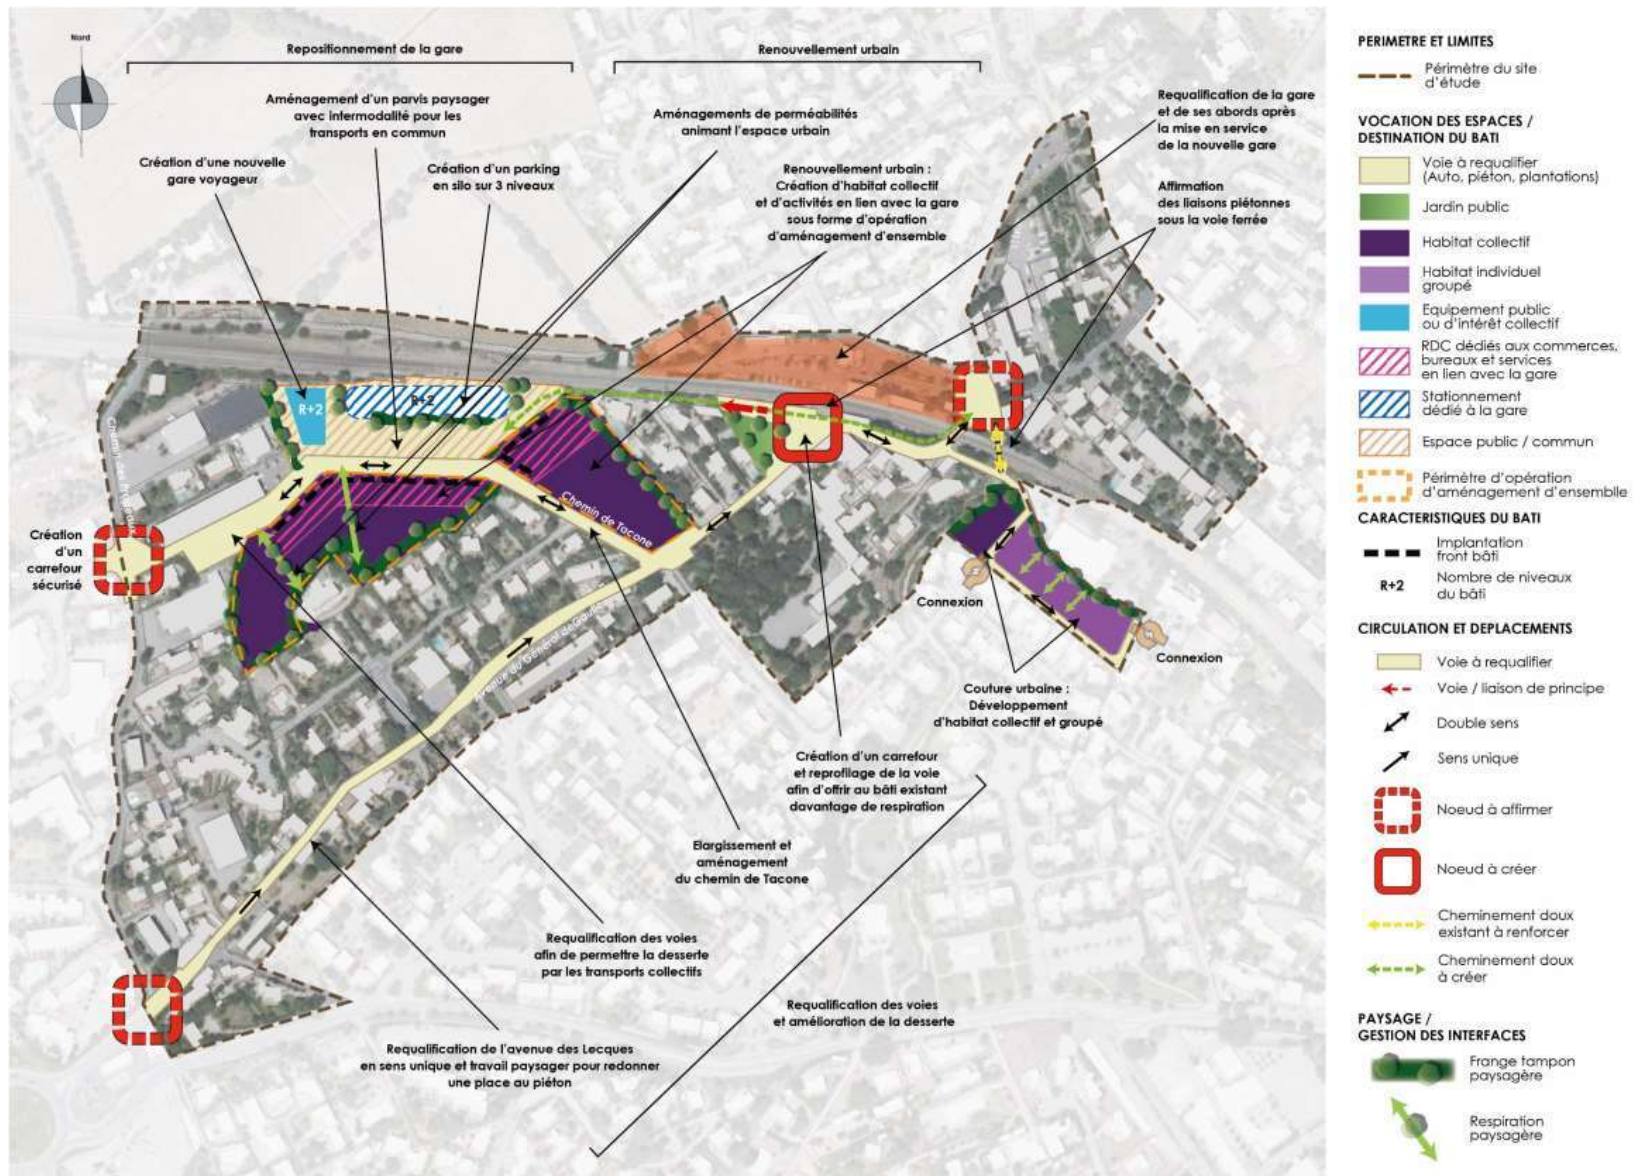 Nord
Repositionnement de la gare
Renouvellement urbain
Aménagement d'un parvis paysager
avec intermodalité pour les
transports en commun
Création d'une nouvelle
gare voyageur
Création d'un parking
en silo sur 3 niveaux
Aménagements de perméabilités
animant l'espace urbain
Renouvellement urbain :
Création d'habitat collectif
et d'activités en lien avec la gare
sous forme d'opération
d'aménagement d'ensemble
Requalification de la gare
et de ses abords après
la mise en service
de la nouvelle gare
Affirmation
des liaisons piétonnes
sous la voie ferrée
R+2
R+2
Chemin de Tacone
Avenue du Général de Gaulle
Création
d'un
carrefour
sécurisé
Connexion
Connexion
Couture urbaine :
Développement
d'habitat collectif et groupé
Création d'un carrefour
et reprofilage de la voie
afin d'offrir au bâti existant
davantage de respiration
Elargissement et
aménagement
du chemin de Tacone
Requalification des voies
afin de permettre la desserte
par les transports collectifs
Requalification des voies
et amélioration de la desserte
Requalification de l'avenue des Lecques
en sens unique et travail paysager pour redonner
une place au piéton
PERIMETRE ET LIMITES
Périmètre du site
d'étude
VOCATION DES ESPACES /
DESTINATION DU BATI
Voie à requalifier
(Auto, piéton, plantations)
Jardin public
Habitat collectif
Habitat individuel
groupé
Equipement public
ou d'intérêt collectif
RDC dédiés aux commerces,
bureaux et services
en lien avec la gare
Stationnement
dédié à la gare
Espace public / commun
Périmètre d'opération
d'aménagement d'ensemblle
CARACTERISTIQUES DU BATI
Implantation
front bâti
R+2
Nombre de niveaux
du bâti
CIRCULATION ET DEPLACEMENTS
Voie à requalifier
Voie / liaison de principe
Double sens
Sens unique
Noeud à affirmer
Noeud à créer
Cheminement doux
existant à renforcer
Cheminement doux
à créer
PAYSAGE /
GESTION DES INTERFACES
Frange tampon
paysagère
Respiration
paysagère